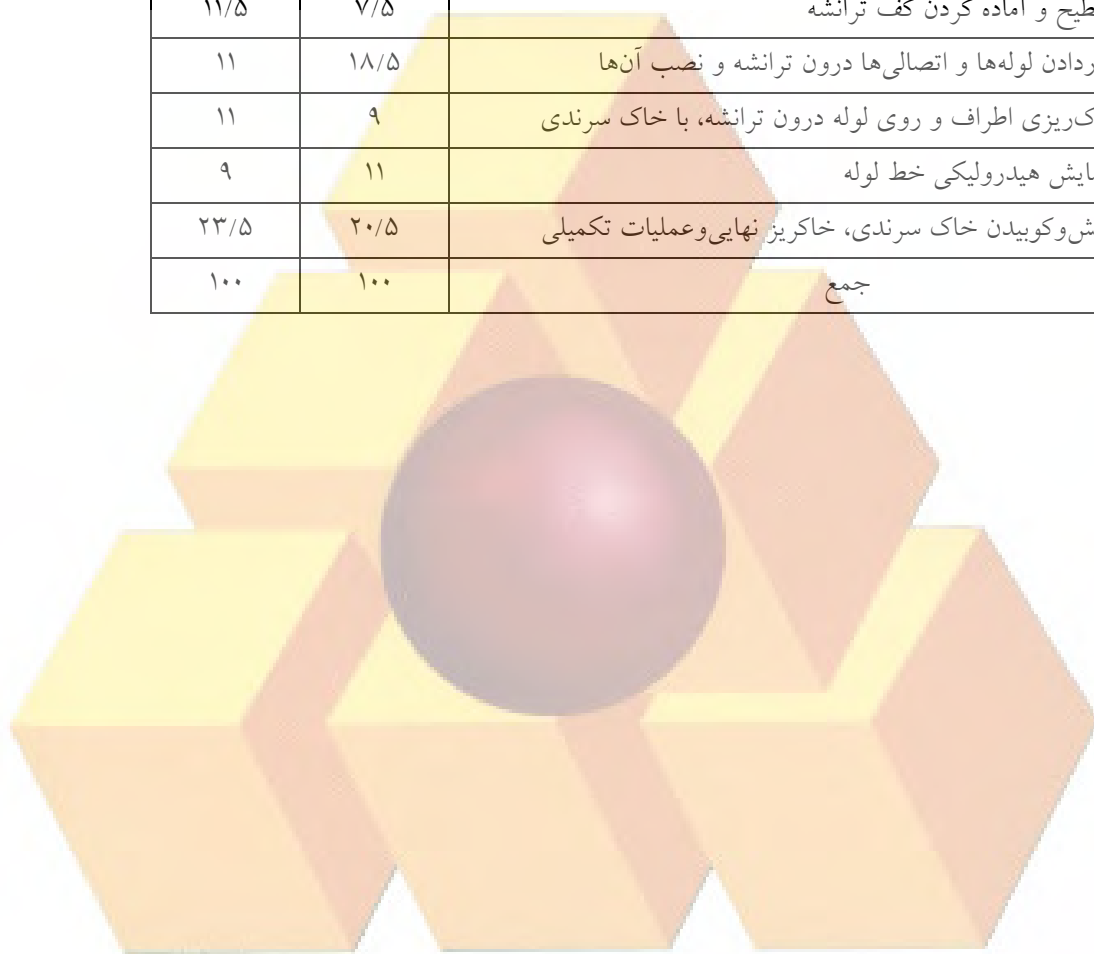 طیح و آماده کردن کف ترانشه ۷/۵ ۱۱/۵
ردادن لوله‌ها و اتصالی‌ها درون ترانشه و نصب آن‌ها ۱۸/۵ ۱۱
ک‌ریزی اطراف و روی لوله درون ترانشه، با خاک سرندی ۹ ۱۱
ایش هیدرولیکی خط لوله ۱۱ ۹
ش‌وکوبیدن خاک سرندی، خاکریز نهایی‌وعملیات تکمیلی ۲۰/۵ ۲۳/۵
جمع ۱۰۰ ۱۰۰